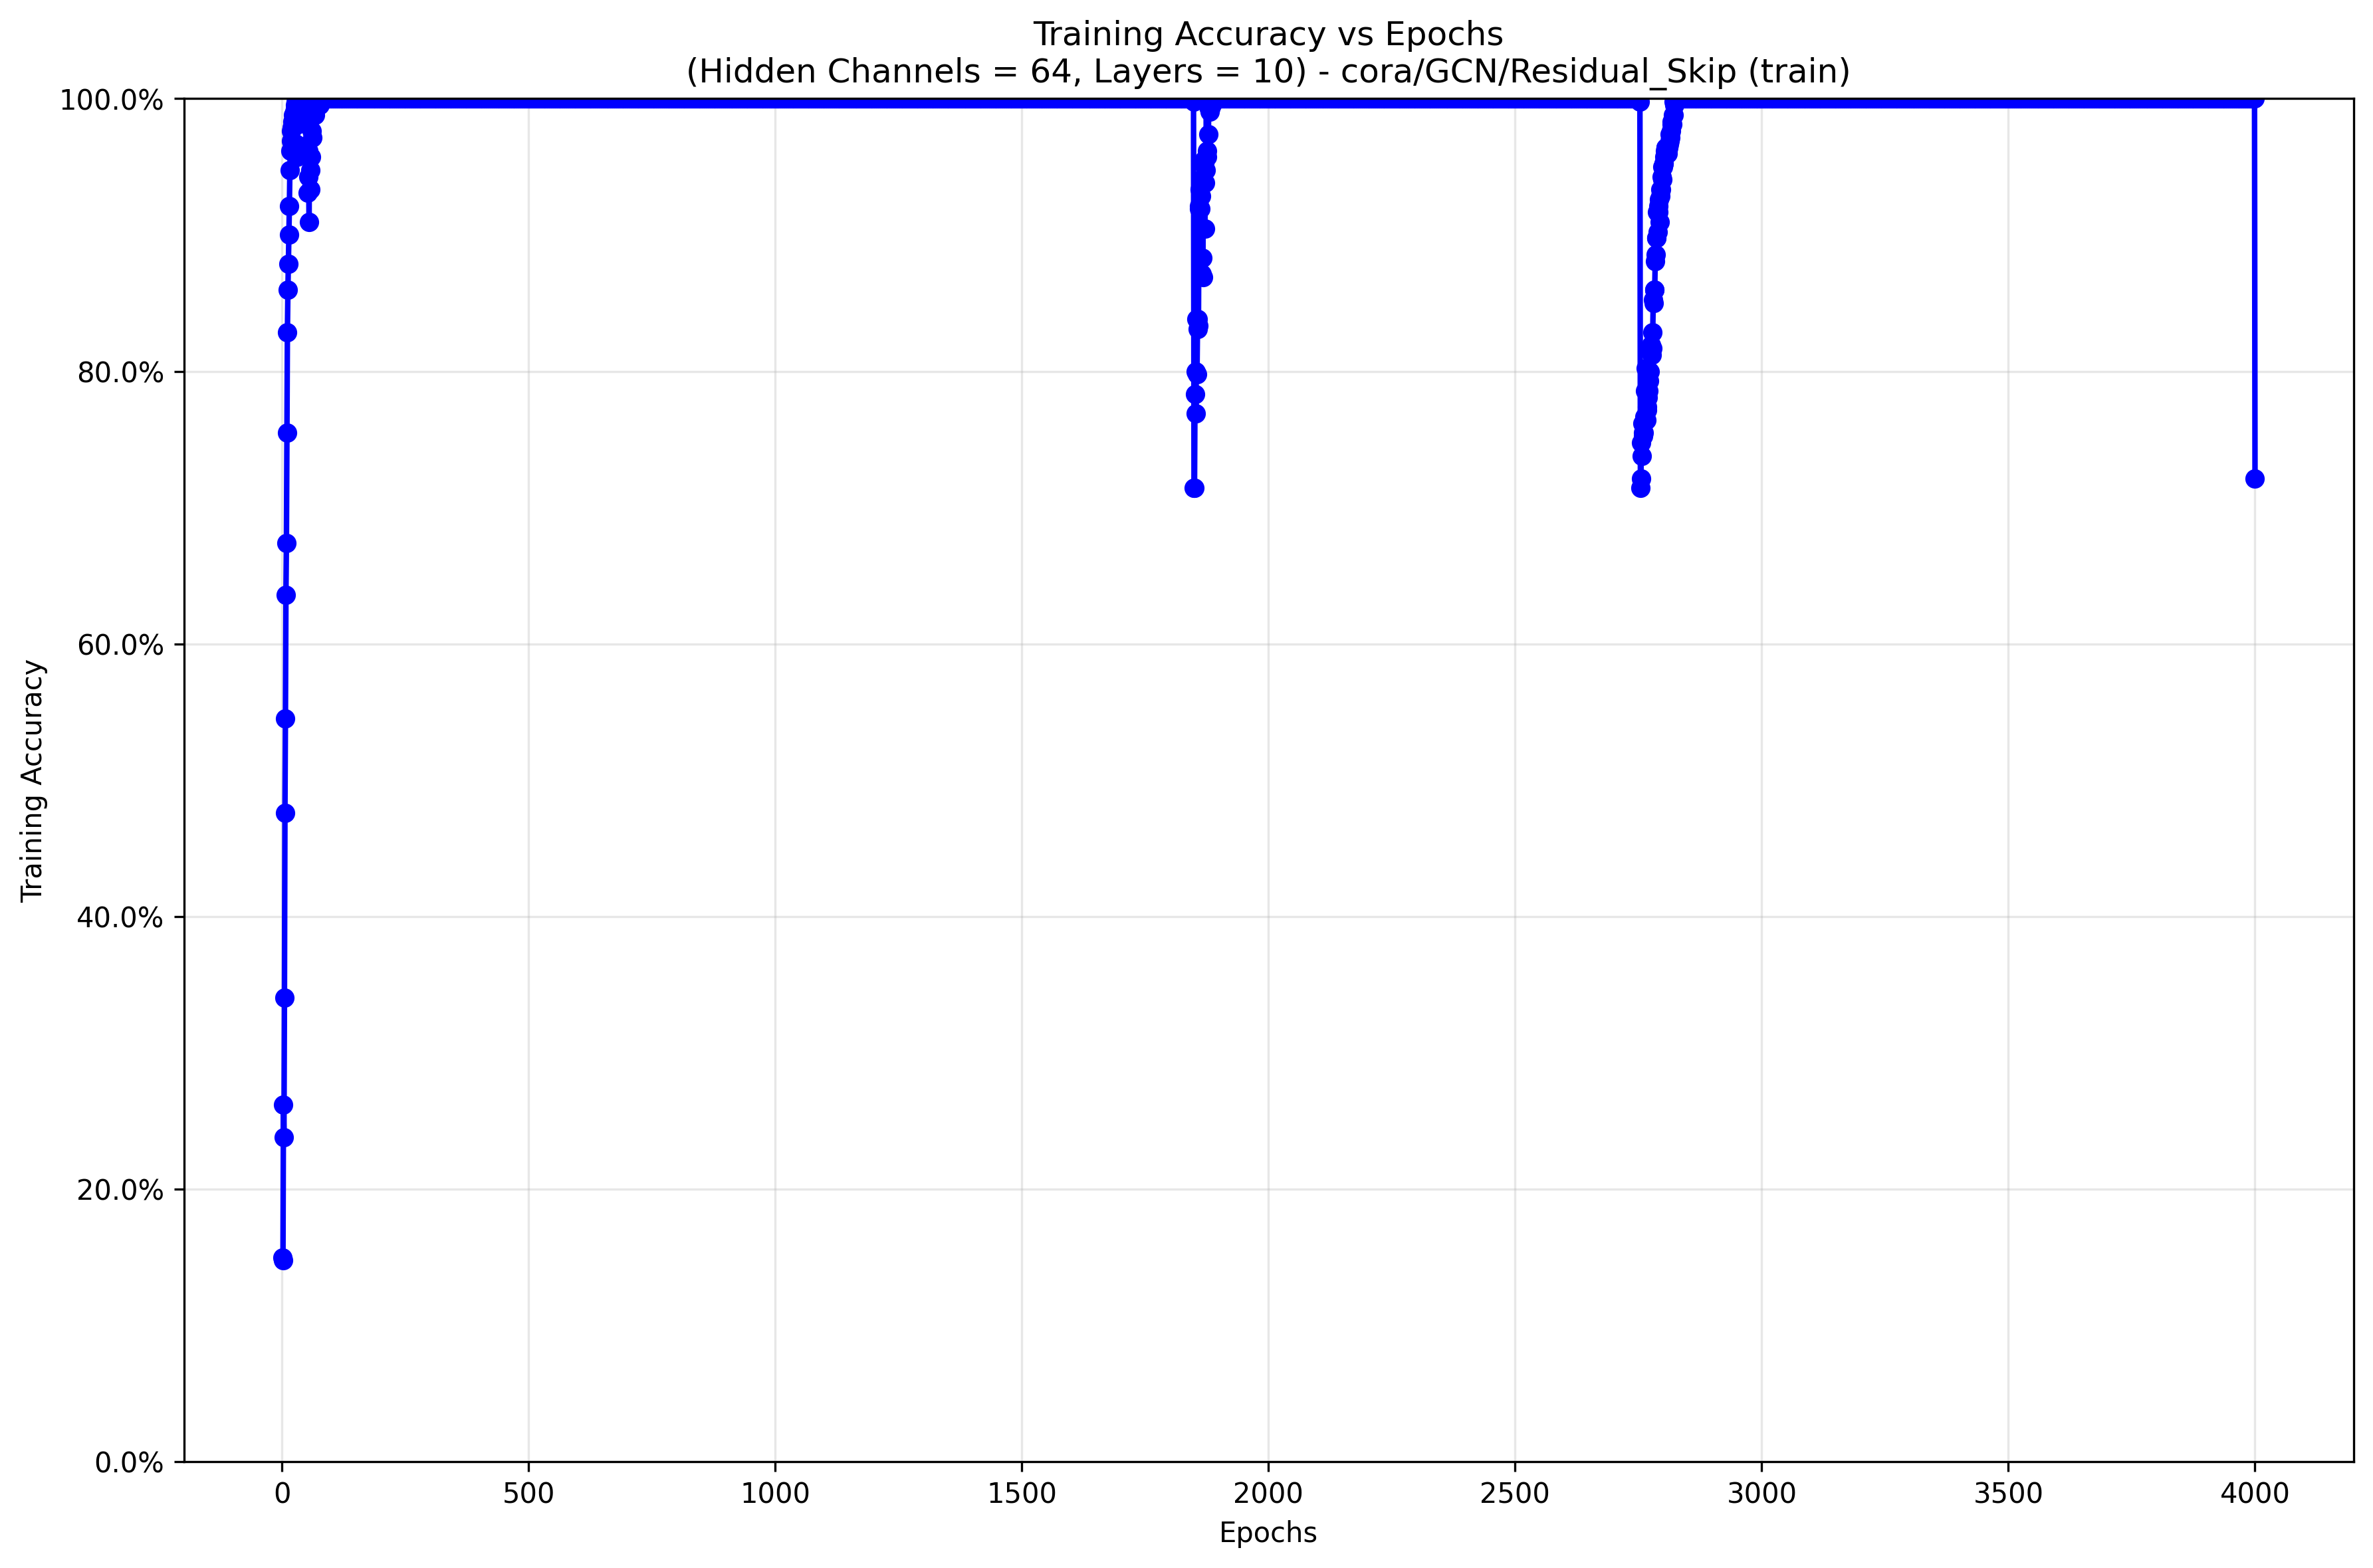 Training Accuracy vs Epochs
(Hidden Channels = 64, Layers = 10) - cora/GCN/Residual_Skip (train)
100.0%
80.0%
60.0%
40.0%
20.0%
0.0%
Training Accuracy
0 500 1000 1500 2000 2500 3000 3500 4000
Epochs